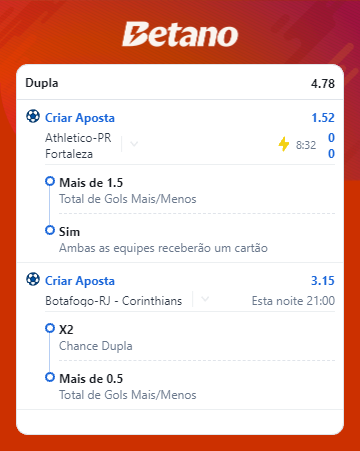 Betano
Dupla 4.78
Criar Aposta 1.52
Athletico-PR 0
8:32
Fortaleza 0
Mais de 1.5
Total de Gols Mais/Menos
Sim
Ambas as equipes receberão um cartão
Criar Aposta 3.15
Botafogo-RJ - Corinthians Esta noite 21:00
X2
Chance Dupla
Mais de 0.5
Total de Gols Mais/Menos